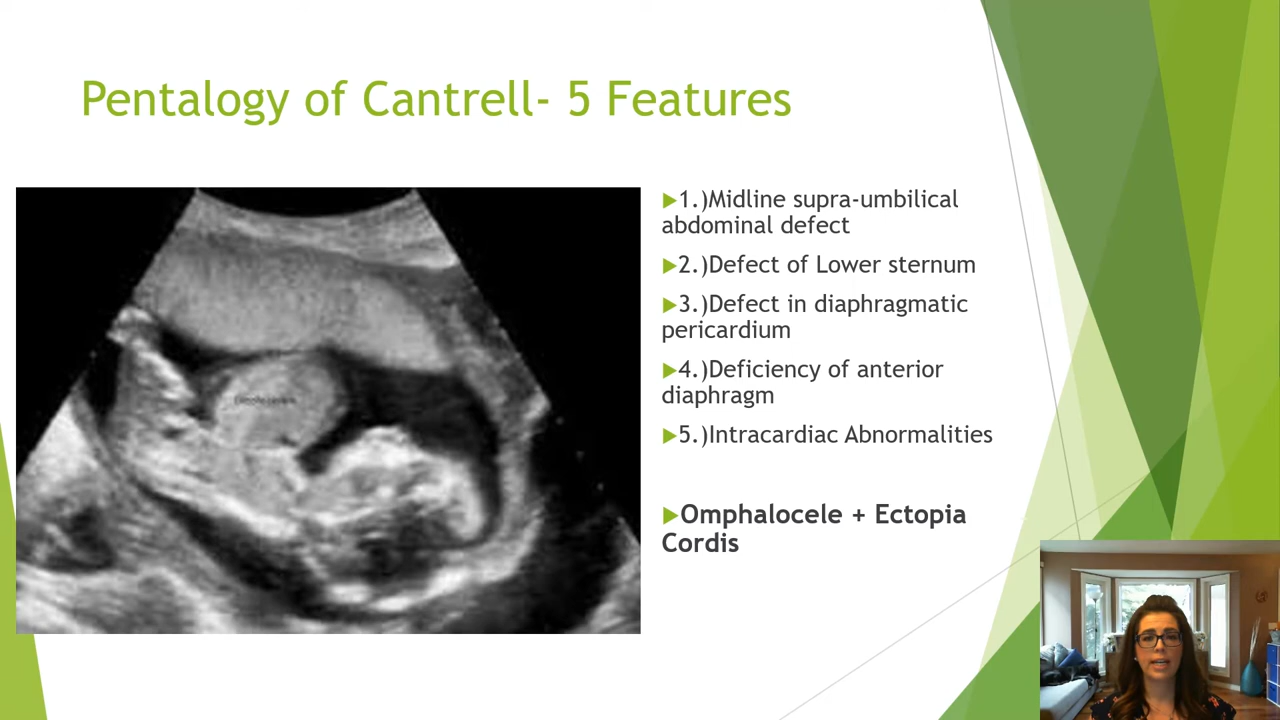 Pentalogy of Cantrell- 5 Features
▶1.)Midline supra-umbilical
abdominal defect
▶2.)Defect of Lower sternum
▶3.)Defect in diaphragmatic
pericardium
▶4.)Deficiency of anterior
diaphragm
▶5.)Intracardiac Abnormalities
▶Omphalocele + Ectopia
Cordis